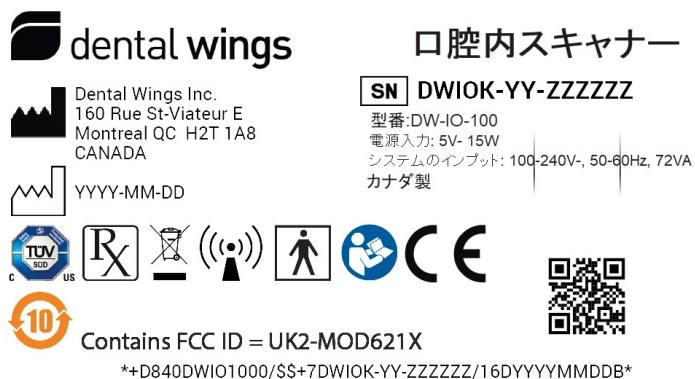 dental wings
口腔内スキャナー
Dental Wings Inc.
160 Rue St-Viateur E
Montreal QC H2T 1A8
CANADA
YYYY-MM-DD
SN DWIOK-YY-ZZZZZZ
型番:DW-IO-100
電源入力: 5V- 15W
システムのインプット: 100-240V-, 50-60Hz, 72VA
カナダ製
TÜV
SÜD
C US
Rx
CE
10
Contains FCC ID = UK2-MOD621X
*+D840DWIO1000/$$+7DWIOK-YY-ZZZZZZ/16DYYYYMMDDB*